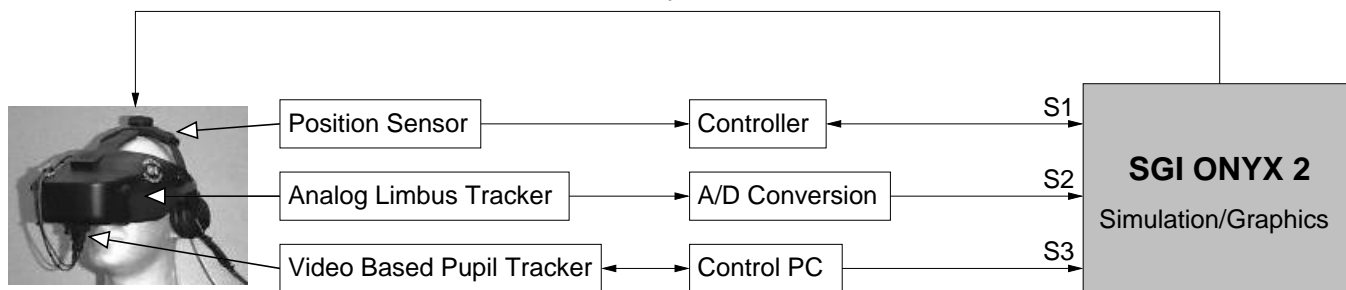 Position Sensor
Controller
S1
Analog Limbus Tracker
A/D Conversion
S2
Video Based Pupil Tracker
Control PC
S3
SGI ONYX 2
Simulation/Graphics